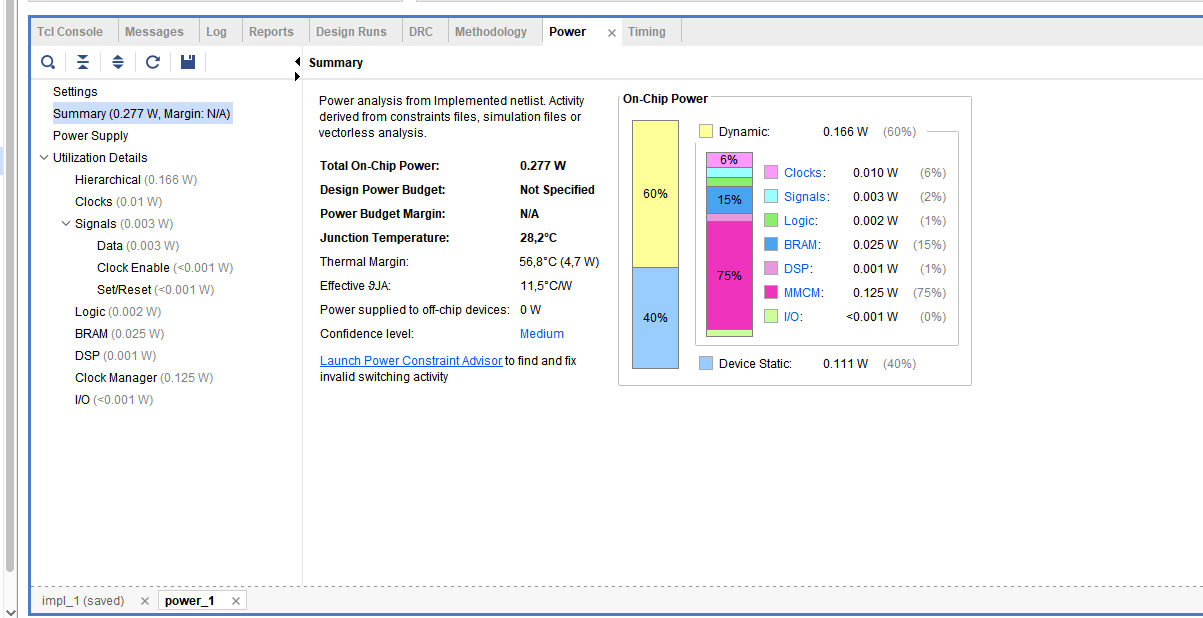 Tcl Console Messages Log Reports Design Runs DRC Methodology Power Timing
Summary
Settings
Summary (0.277 W, Margin: N/A)
Power Supply
Utilization Details
Hierarchical (0.166 W)
Clocks (0.01 W)
Signals (0.003 W)
Data (0.003 W)
Clock Enable (<0.001 W)
Set/Reset (<0.001 W)
Logic (0.002 W)
BRAM (0.025 W)
DSP (0.001 W)
Clock Manager (0.125 W)
I/O (<0.001 W)
Power analysis from Implemented netlist. Activity
derived from constraints files, simulation files or
vectorless analysis.
Total On-Chip Power: 0.277 W
Design Power Budget: Not Specified
Power Budget Margin: N/A
Junction Temperature: 28,2°C
Thermal Margin: 56,8°C (4,7 W)
Effective ϑJA: 11,5°C/W
Power supplied to off-chip devices: 0 W
Confidence level: Medium
Launch Power Constraint Advisor to find and fix
invalid switching activity
On-Chip Power
60%
40%
Dynamic: 0.166 W (60%)
6%
15%
75%
Clocks: 0.010 W (6%)
Signals: 0.003 W (2%)
Logic: 0.002 W (1%)
BRAM: 0.025 W (15%)
DSP: 0.001 W (1%)
MMCM: 0.125 W (75%)
I/O: <0.001 W (0%)
Device Static: 0.111 W (40%)
impl_1 (saved) power_1